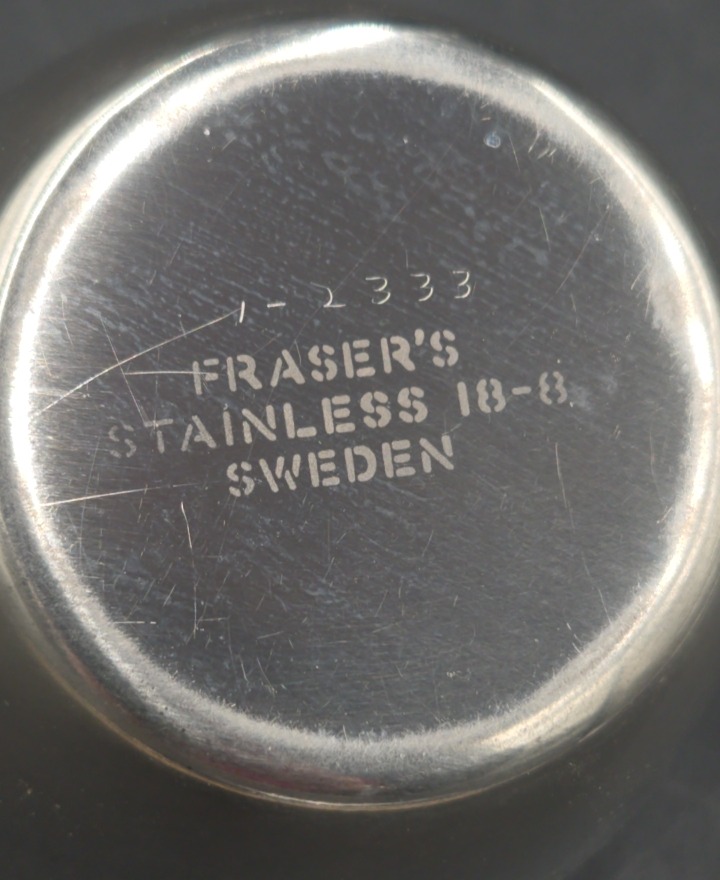 1-2333
FRASER'S
STAINLESS 18-8
SWEDEN